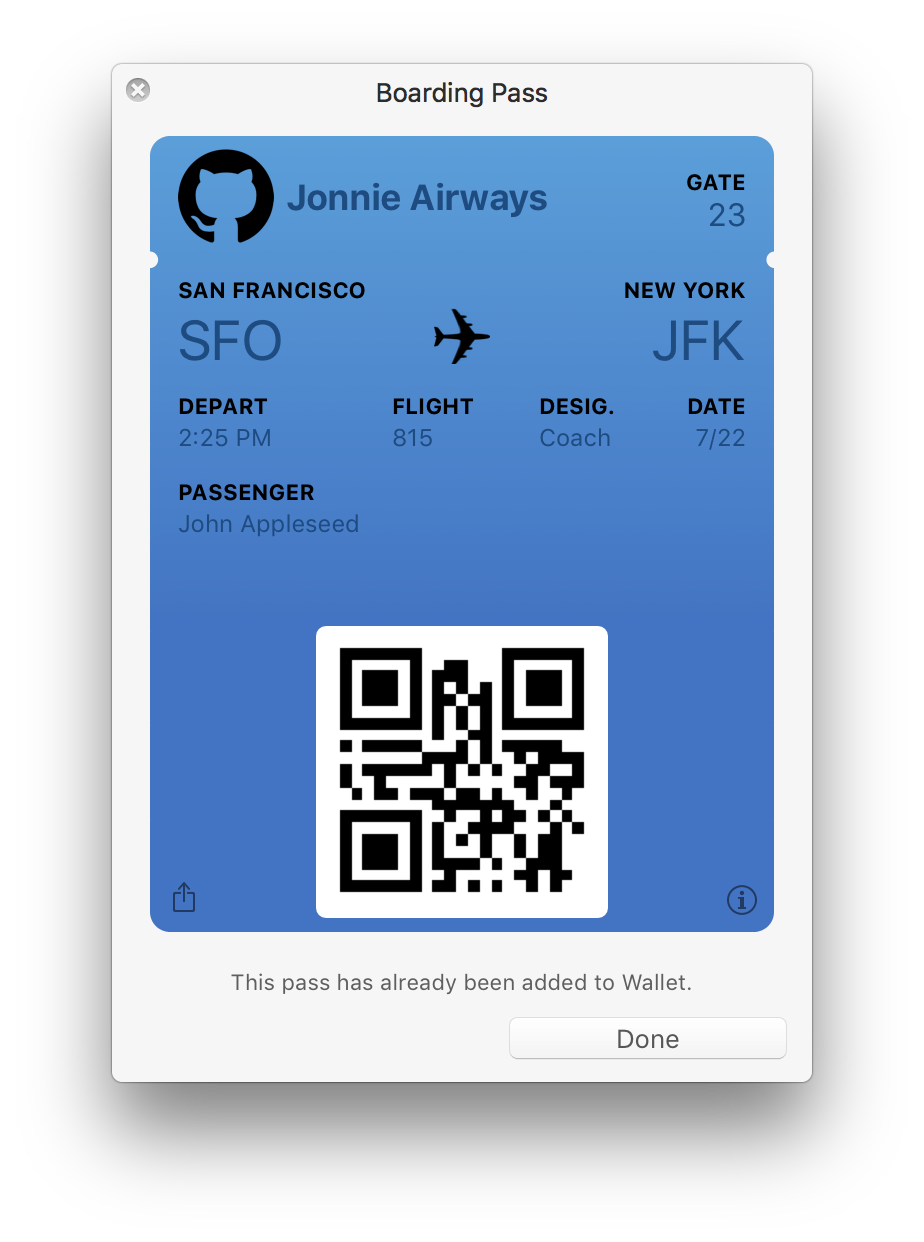 Boarding Pass
Jonnie Airways
GATE
23
SAN FRANCISCO NEW YORK
SFO JFK
DEPART FLIGHT DESIG. DATE
2:25 PM 815 Coach 7/22
PASSENGER
John Appleseed
This pass has already been added to Wallet.
Done